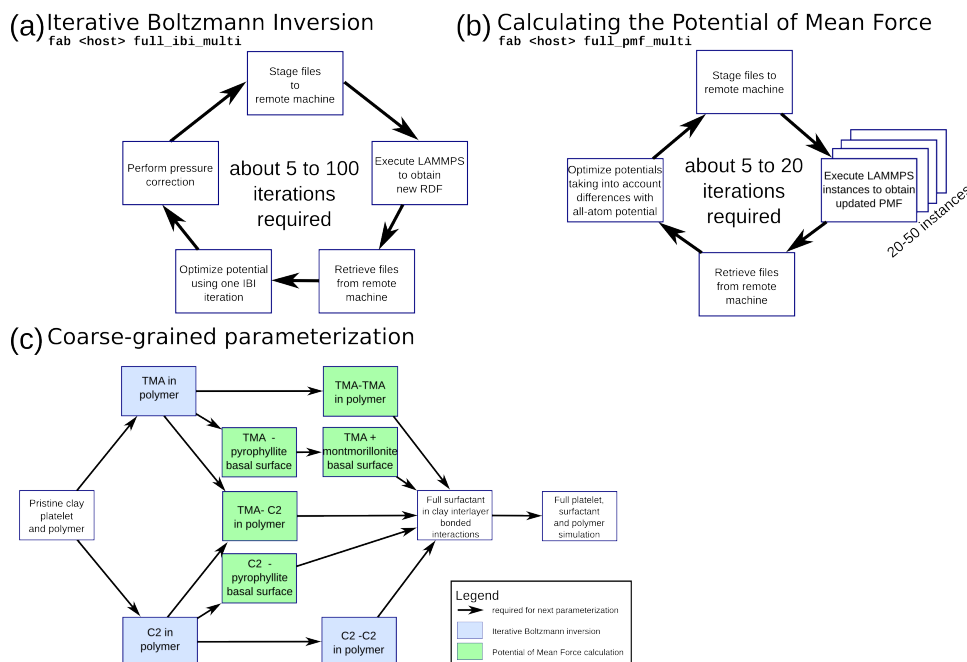 (a) Iterative Boltzmann Inversion
fab <host> full_ibi_multi
Stage files
to
remote machine
Execute LAMMPS
to obtain
new RDF
Retrieve files
from remote
machine
Optimize potential
using one IBI
iteration
Perform pressure
correction
about 5 to 100
iterations
required
(b) Calculating the Potential of Mean Force
fab <host> full_pmf_multi
Stage files to
remote machine
Execute LAMMPS
instances to obtain
updated PMF
20-50 instances
Retrieve files
from remote
machine
Optimize potentials
taking into account
differences with
all-atom potential
about 5 to 20
iterations
required
(c) Coarse-grained parameterization
Pristine clay
platelet
and polymer
TMA in
polymer
C2 in
polymer
TMA -
pyrophyllite
basal surface
TMA- C2
in polymer
C2 -
pyrophyllite
basal surface
TMA-TMA
in polymer
TMA +
montmorillonite
basal surface
C2 -C2
in polymer
Full surfactant
in clay interlayer
bonded
interactions
Full platelet,
surfactant
and polymer
simulation
Legend
required for next parameterization
Iterative Boltzmann inversion
Potential of Mean Force calculation